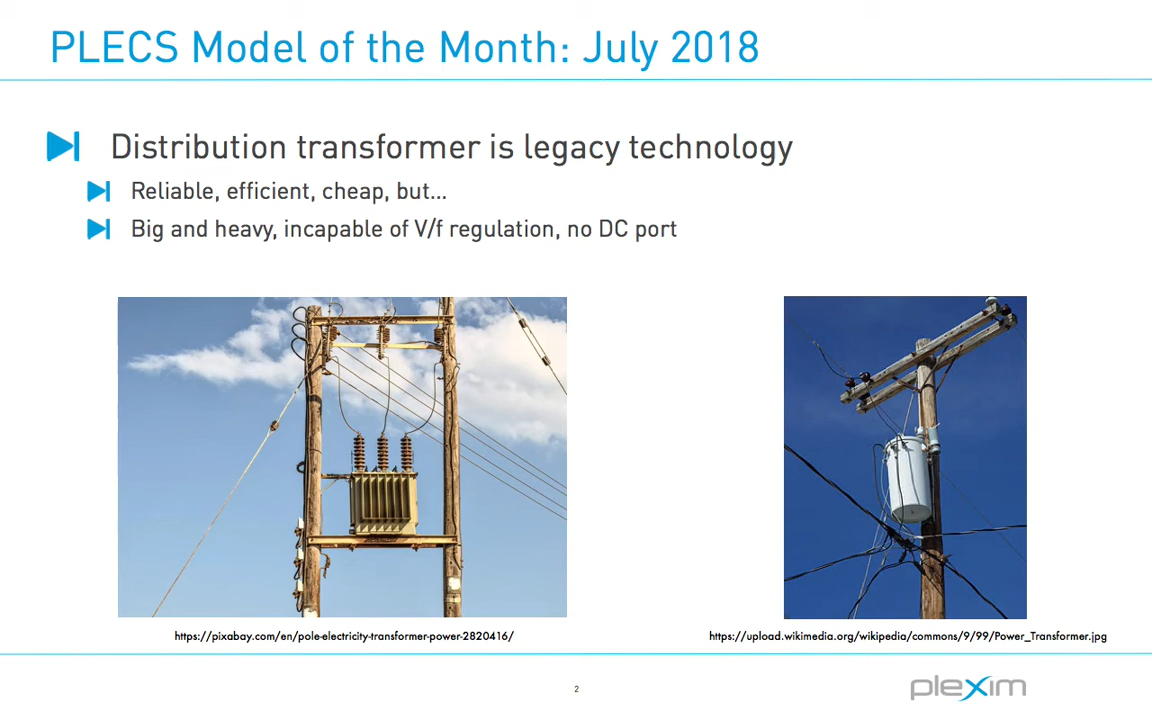 PLECS Model of the Month: July 2018
Distribution transformer is legacy technology
Reliable, efficient, cheap, but...
Big and heavy, incapable of V/f regulation, no DC port
https://pixabay.com/en/pole-electricity-transformer-power-2820416/
https://upload.wikimedia.org/wikipedia/commons/9/99/Power_Transformer.jpg
2
plexim